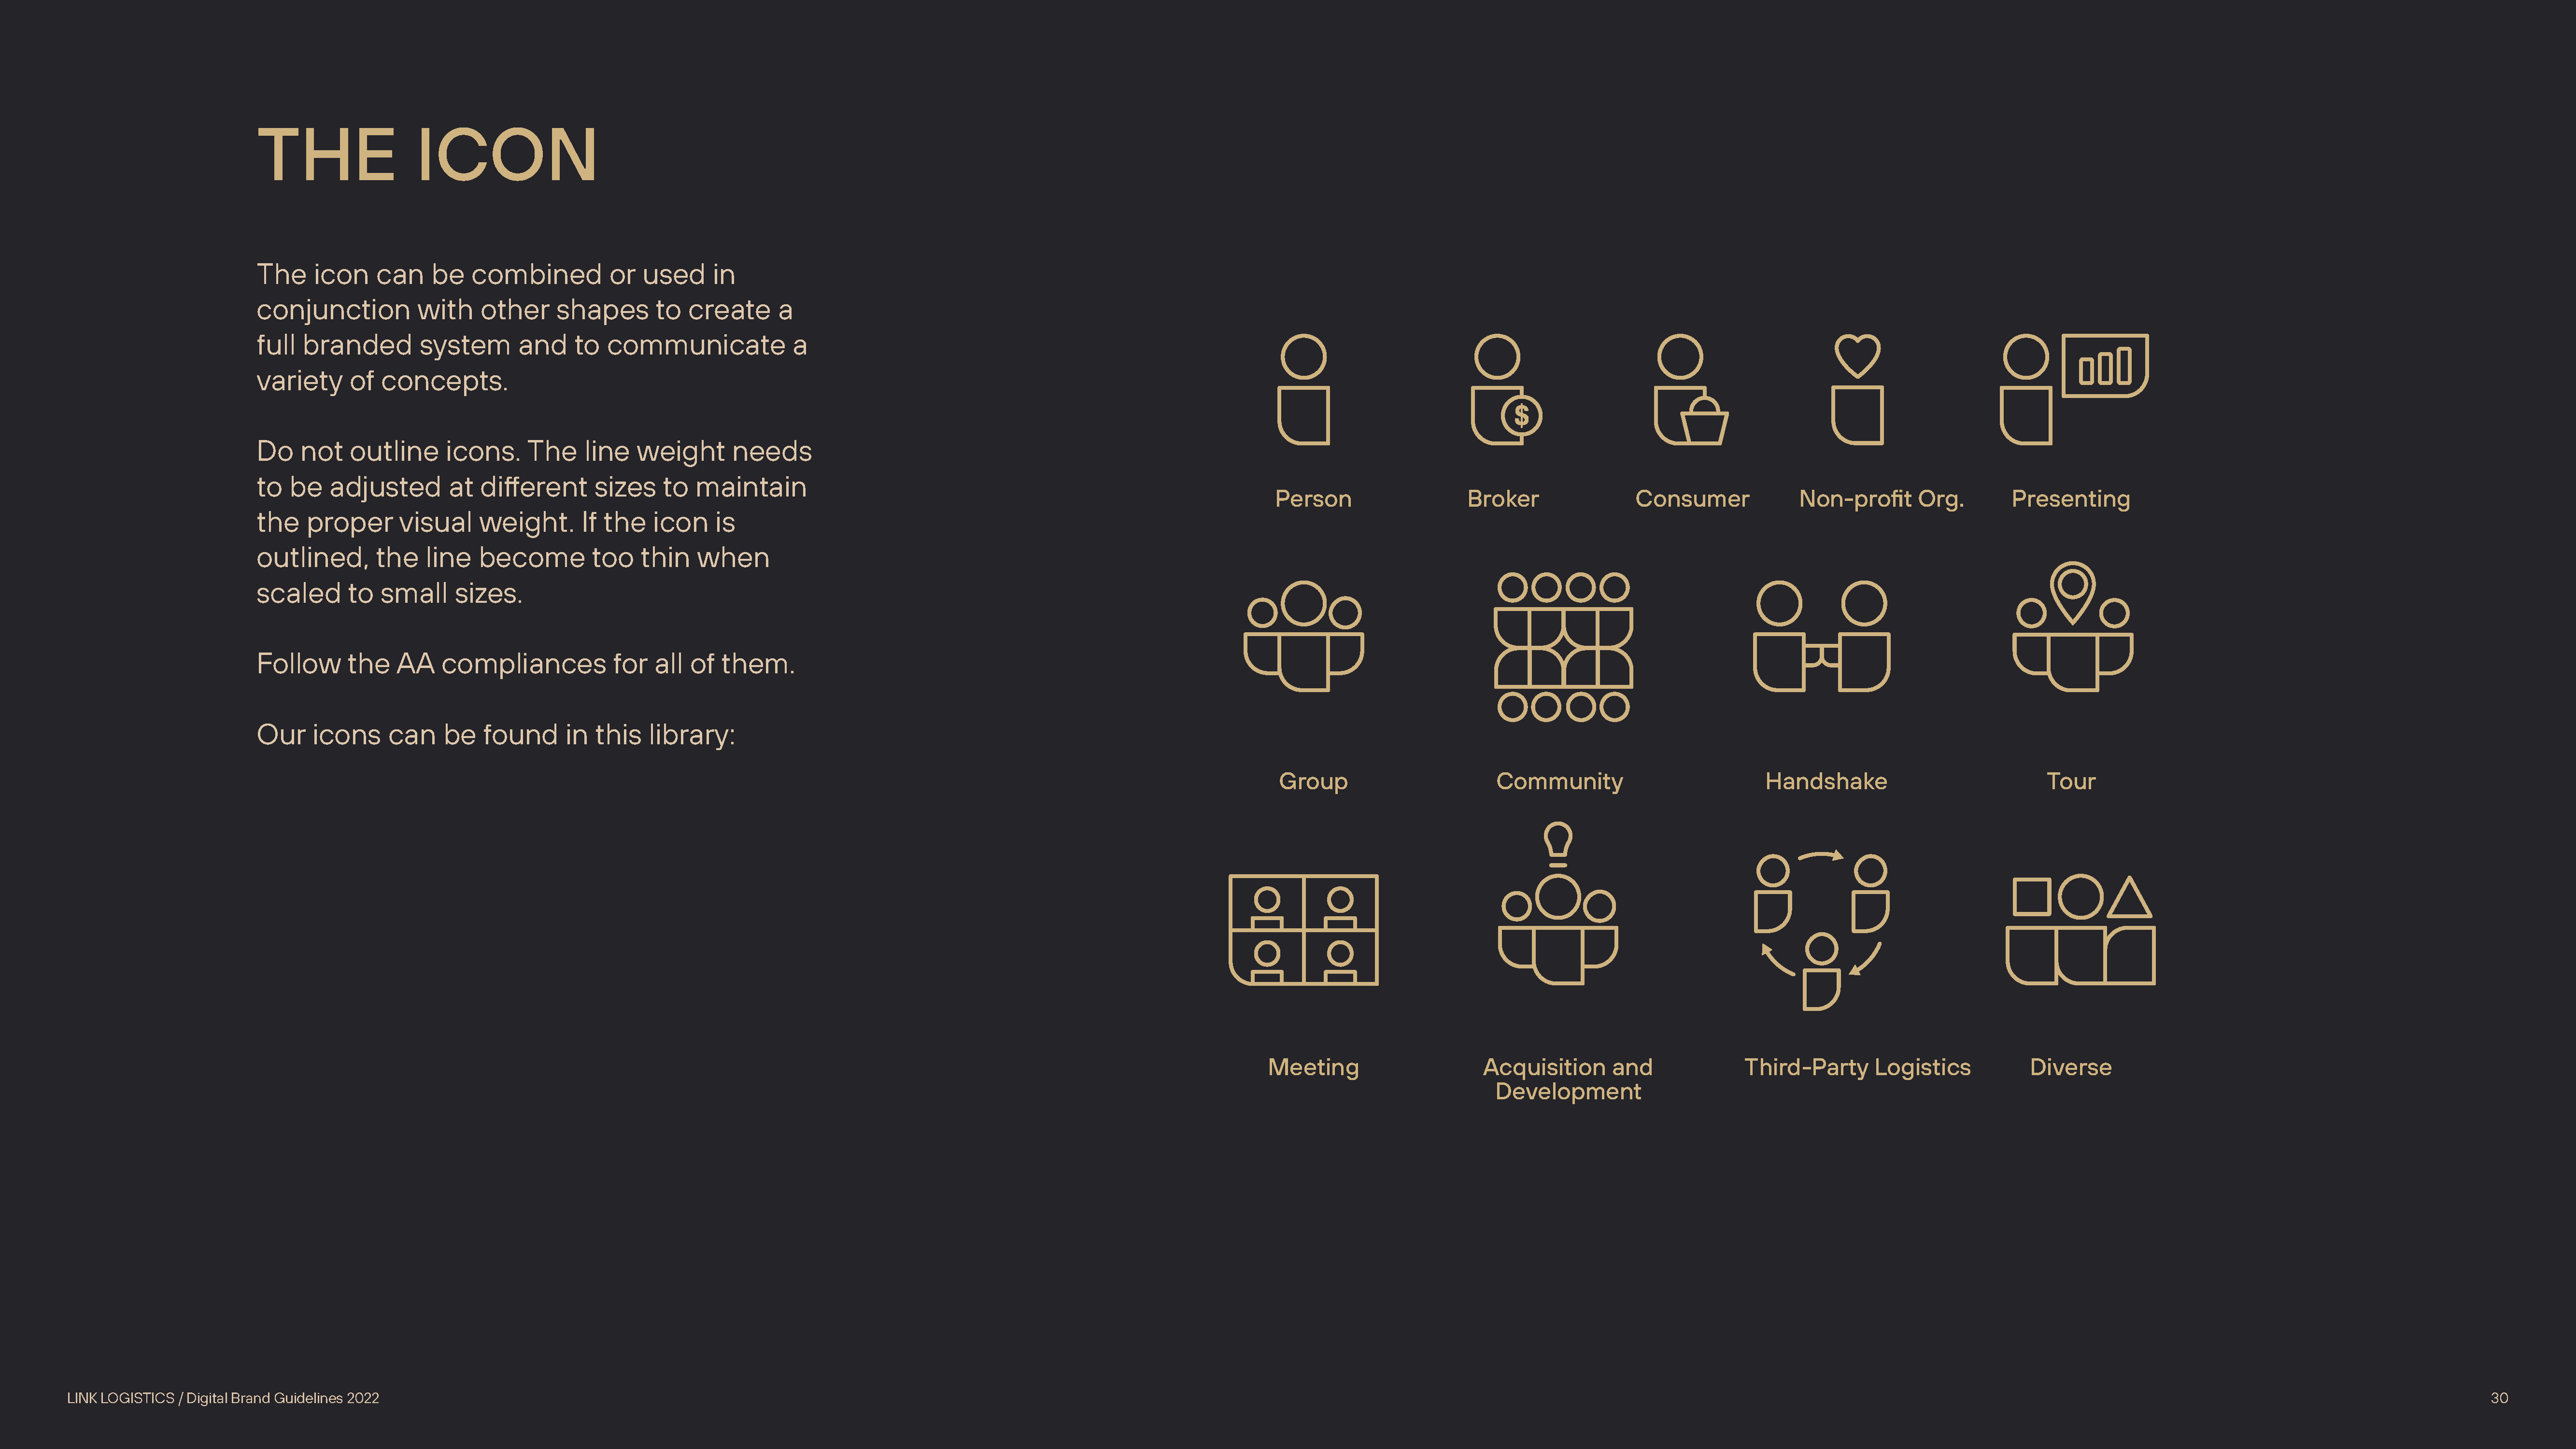 THE ICON
The icon can be combined or used in
conjunction with other shapes to create a
full branded system and to communicate a
variety of concepts.
Do not outline icons. The line weight needs
to be adjusted at different sizes to maintain
the proper visual weight. If the icon is
outlined, the line become too thin when
scaled to small sizes.
Follow the AA compliances for all of them.
Our icons can be found in this library:
$
Person
Broker
Consumer
Non-profit Org.
Presenting
Group
Community
Handshake
Tour
Meeting
Acquisition and
Development
Third-Party Logistics
Diverse
LINK LOGISTICS / Digital Brand Guidelines 2022
30